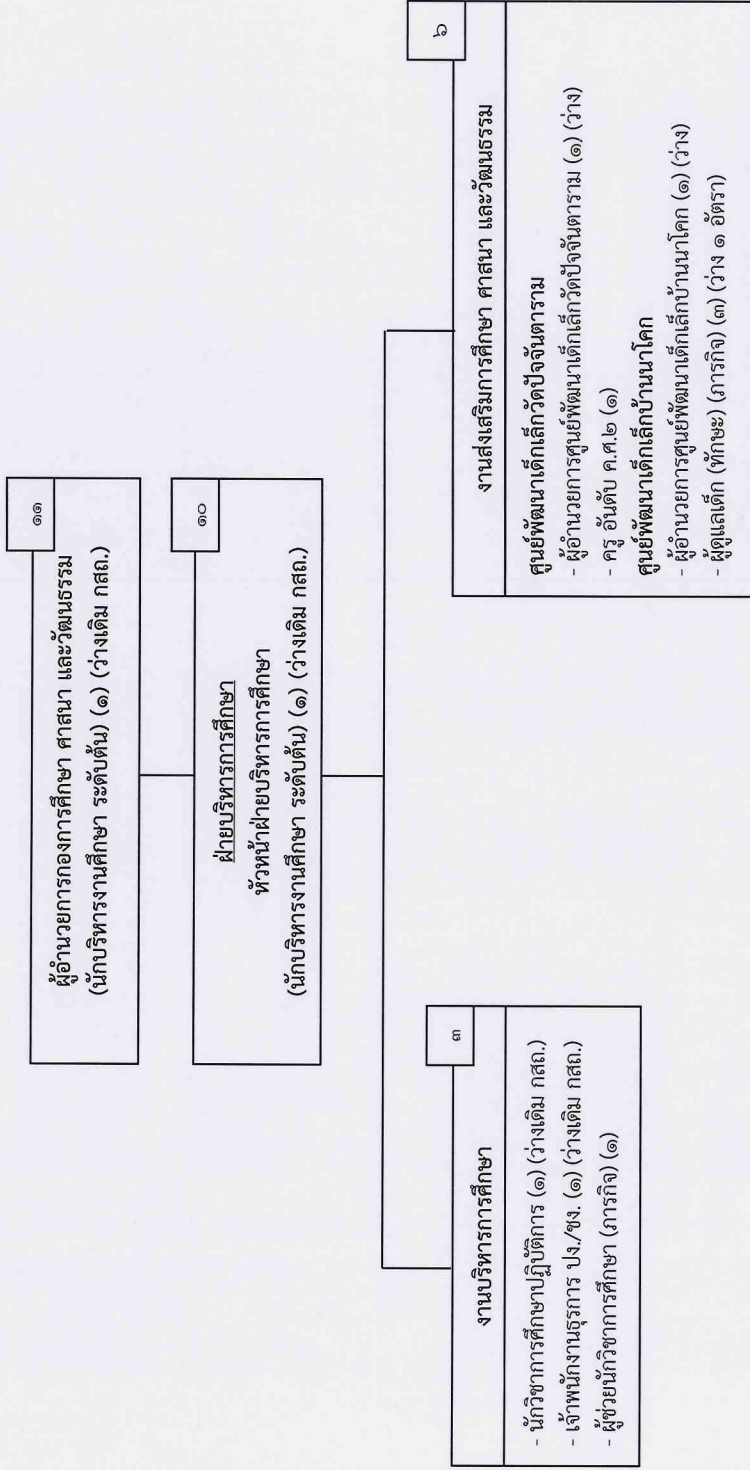 ๑๑
ผู้อำนวยการกองการศึกษา ศาสนา และวัฒนธรรม
(นักบริหารงานศึกษา ระดับต้น) (๑) (ว่างเดิม กสถ.)
๑๐
ฝ่ายบริหารการศึกษา
หัวหน้าฝ่ายบริหารการศึกษา
(นักบริหารงานศึกษา ระดับต้น) (๑) (ว่างเดิม กสถ.)
๓
งานบริหารการศึกษา
- นักวิชาการศึกษาปฏิบัติการ (๑) (ว่างเดิม กสถ.)
- เจ้าพนักงานธุรการ ปง./ชง. (๑) (ว่างเดิม กสถ.)
- ผู้ช่วยนักวิชาการศึกษา (ภารกิจ) (๑)
๖
งานส่งเสริมการศึกษา ศาสนา และวัฒนธรรม
ศูนย์พัฒนาเด็กเล็กวัดปัจจันตาราม
- ผู้อำนวยการศูนย์พัฒนาเด็กเล็กวัดปัจจันตาราม (๑) (ว่าง)
- ครู อันดับ ค.ศ.๒ (๑)
ศูนย์พัฒนาเด็กเล็กบ้านนาโคก
- ผู้อำนวยการศูนย์พัฒนาเด็กเล็กบ้านนาโคก (๑) (ว่าง)
- ผู้ดูแลเด็ก (ทักษะ) (ภารกิจ) (๓) (ว่าง ๑ อัตรา)